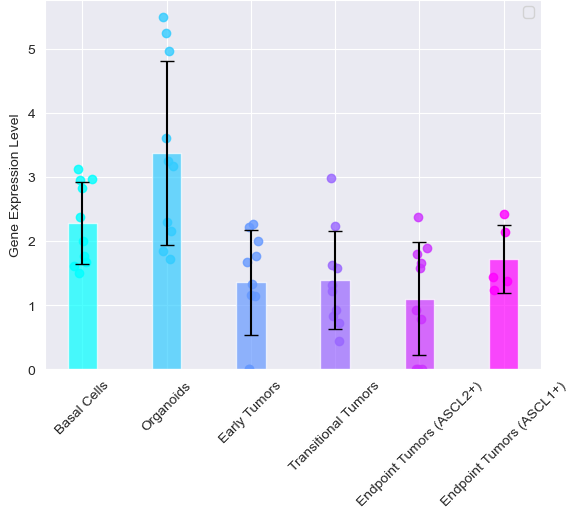 Gene Expression Level
5
4
3
2
1
0
Basal Cells
Organoids
Early Tumors
Transitional Tumors
Endpoint Tumors (ASCL2+)
Endpoint Tumors (ASCL1+)